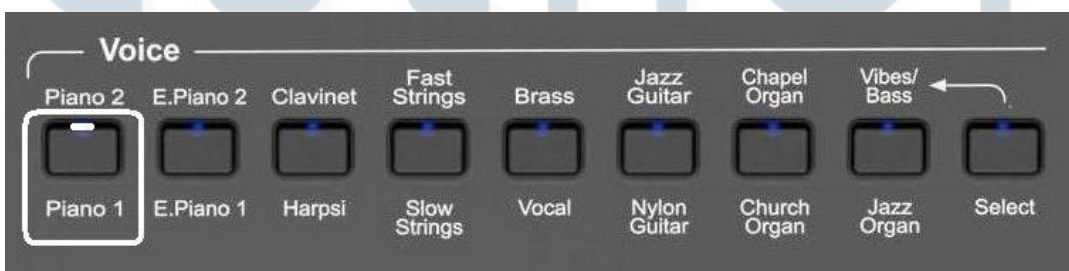 Voice
Piano 2 E.Piano 2 Clavinet Fast Strings Brass Jazz Guitar Chapel Organ Vibes/ Bass
Piano 1 E.Piano 1 Harpsi Slow Strings Vocal Nylon Guitar Church Organ Jazz Organ Select